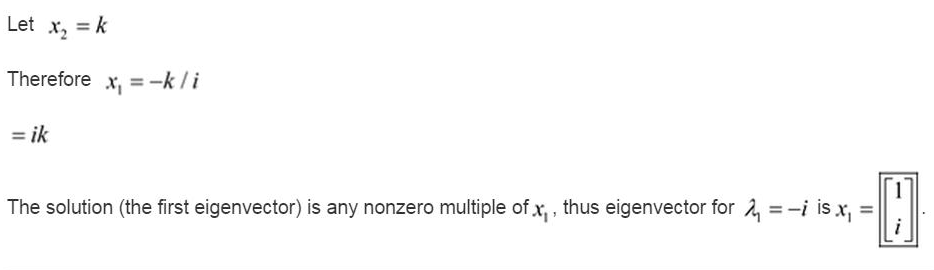 Let x₂ = k
Therefore x₁ = −k / i
= ik
The solution (the first eigenvector) is any nonzero multiple of x₁ , thus eigenvector for λ₁ = −i is x₁ = [1 i] .